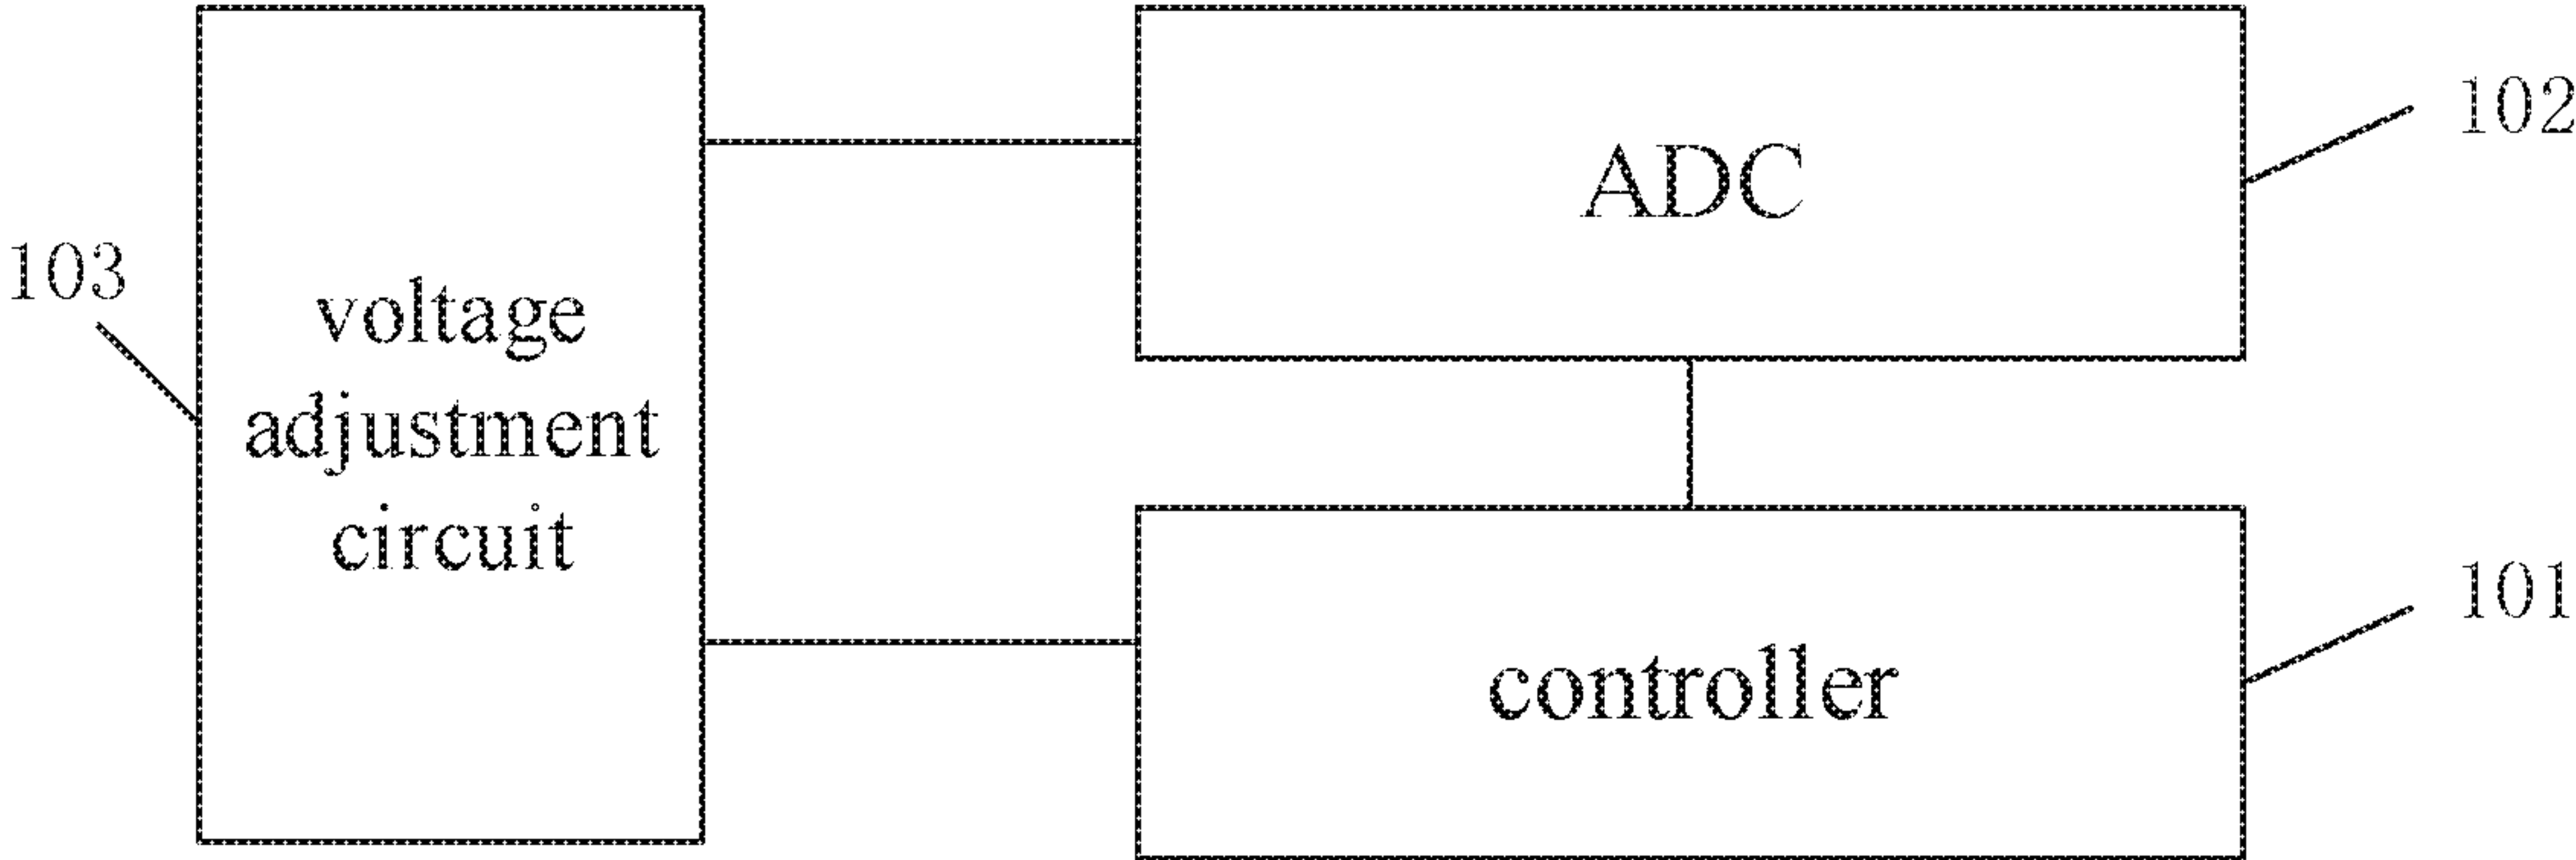 102
ADC
103
voltage
adjustment
circuit
101
controller